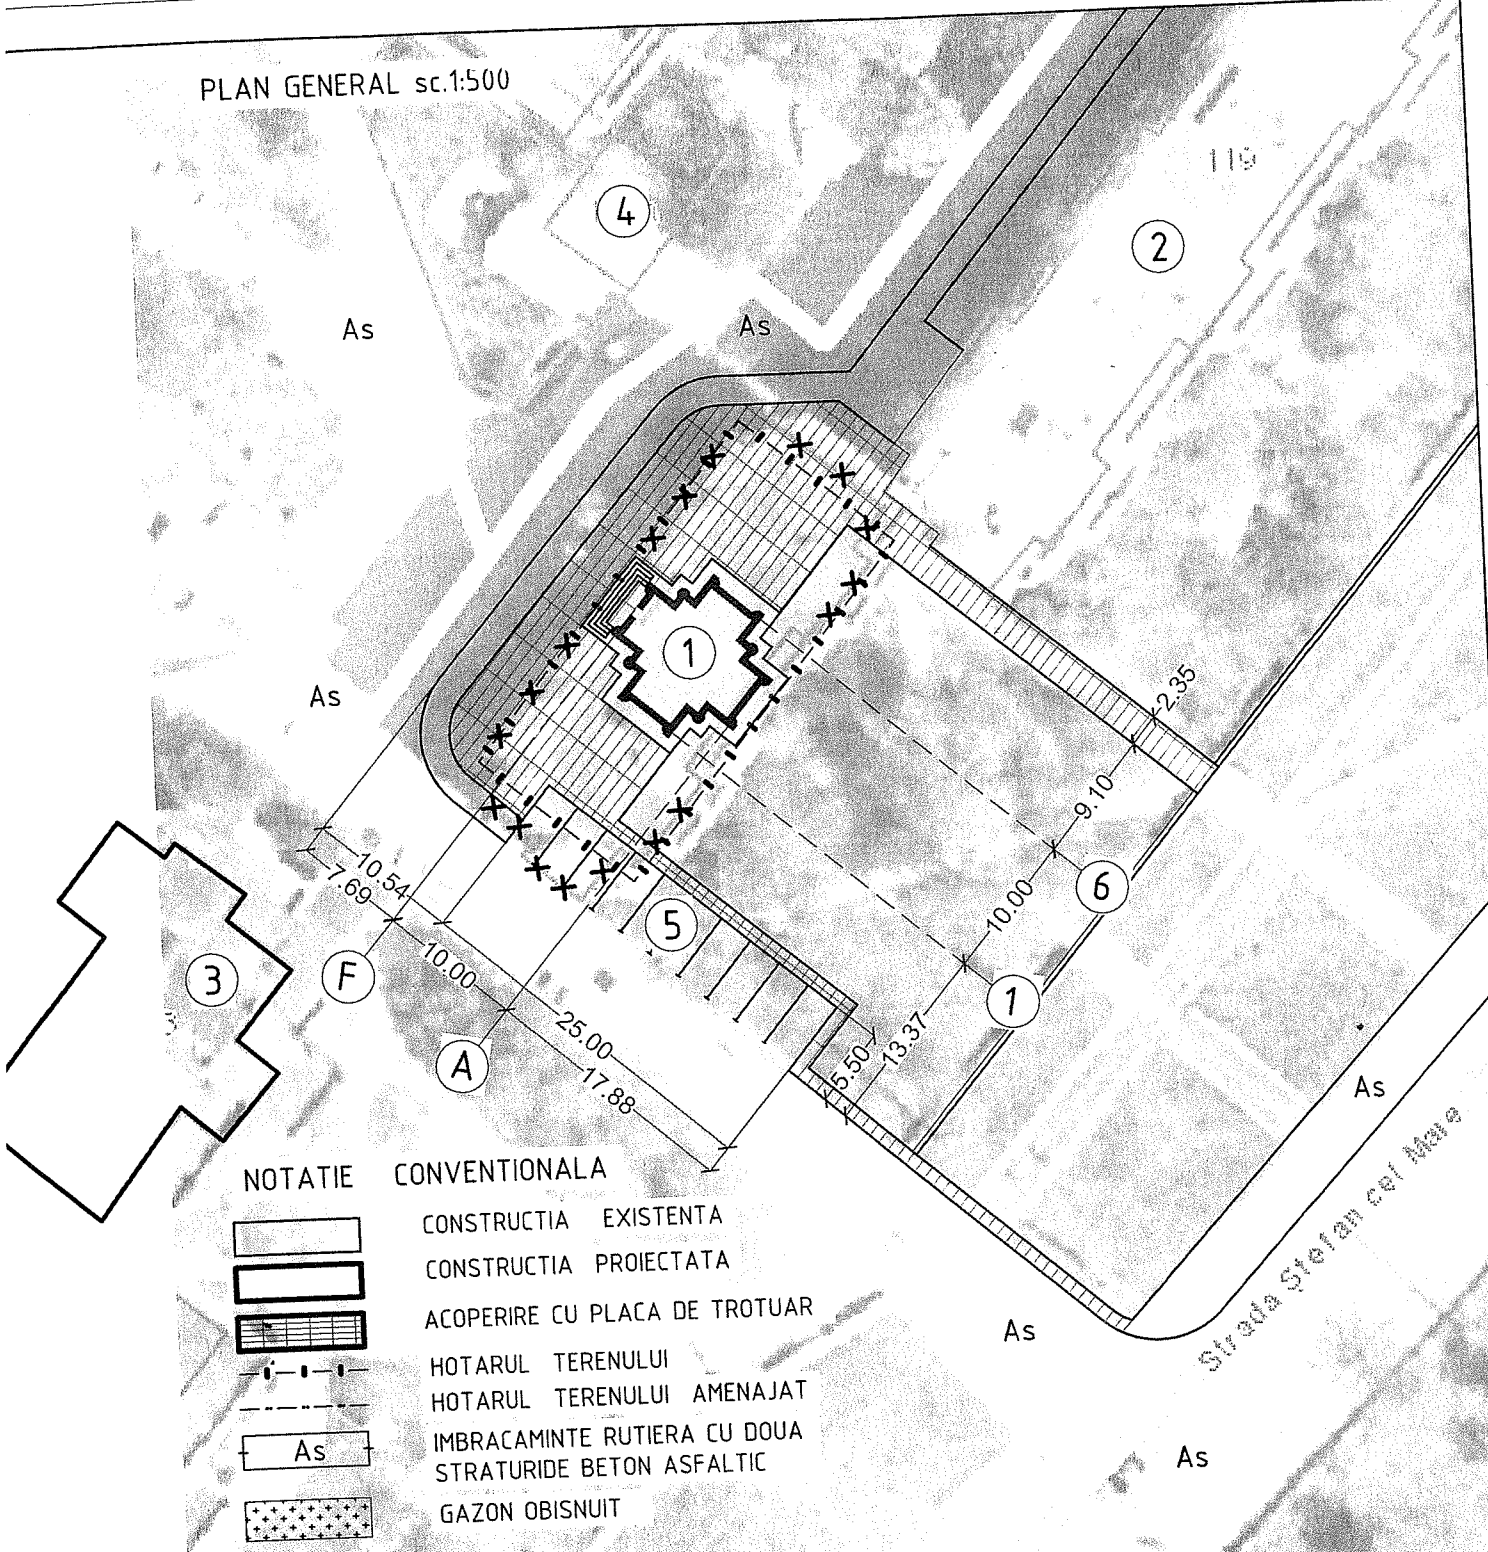 PLAN GENERAL sc.1:500
119
4
2
As
As
1
As
2.35
9.10
10.54
7.69
6
10.00
5
3
F
10.00
1
25.00
13.37
A
5.50
17.88
As
Strada Ştefan cel Mare
NOTATIE CONVENTIONALA
CONSTRUCTIA EXISTENTA
CONSTRUCTIA PROIECTATA
ACOPERIRE CU PLACA DE TROTUAR
As
HOTARUL TERENULUI
HOTARUL TERENULUI AMENAJAT
As IMBRACAMINTE RUTIERA CU DOUA
STRATURIDE BETON ASFALTIC
As
GAZON OBISNUIT